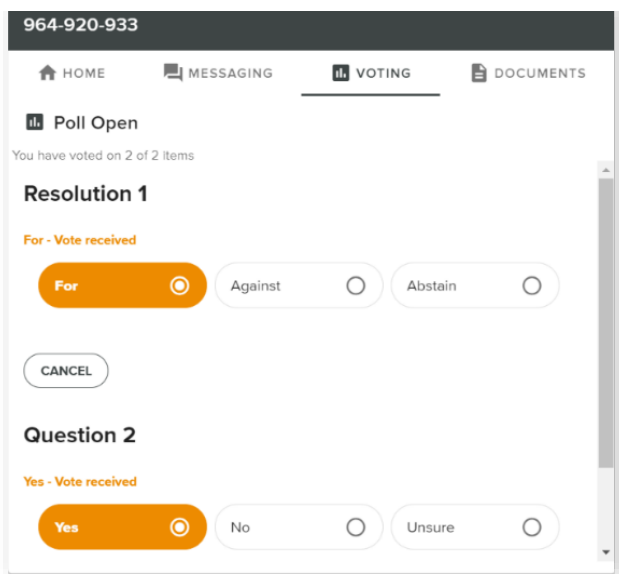 964-920-933
HOME MESSAGING VOTING DOCUMENTS
Poll Open
You have voted on 2 of 2 items
Resolution 1
For - Vote received
For Against Abstain
CANCEL
Question 2
Yes - Vote received
Yes No Unsure